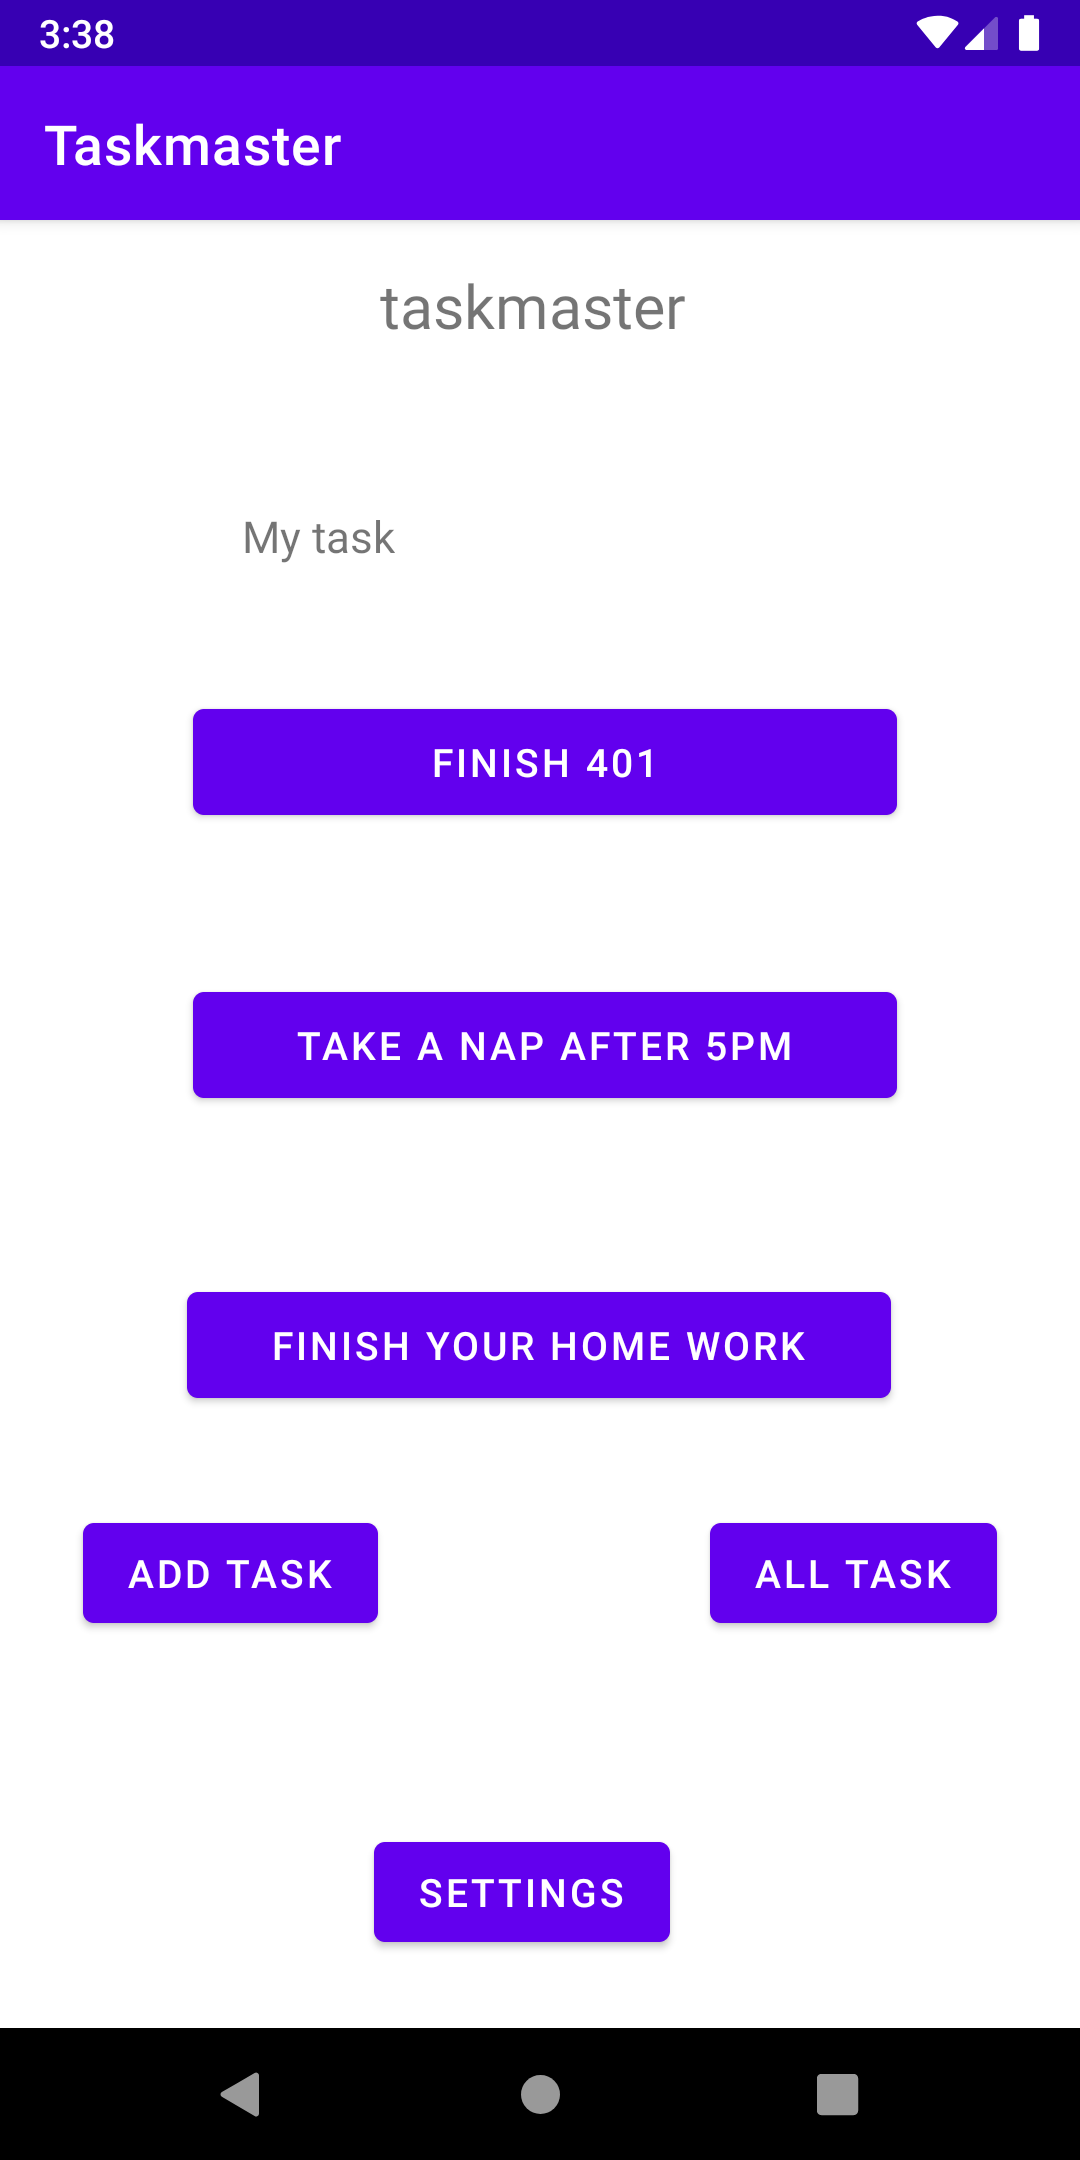 3:38
Taskmaster
taskmaster
My task
FINISH 401
TAKE A NAP AFTER 5PM
FINISH YOUR HOME WORK
ADD TASK
ALL TASK
SETTINGS